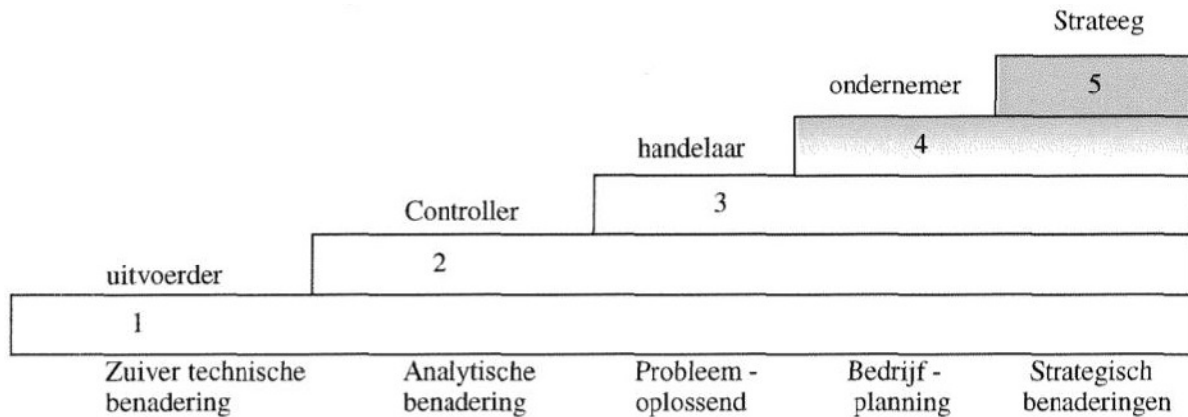 Strateeg
ondernemer
5
handelaar
4
Controller
3
uitvoerder
2
1
Zuiver technische
benadering
Analytische
benadering
Probleem -
oplossend
Bedrijf -
planning
Strategisch
benaderingen